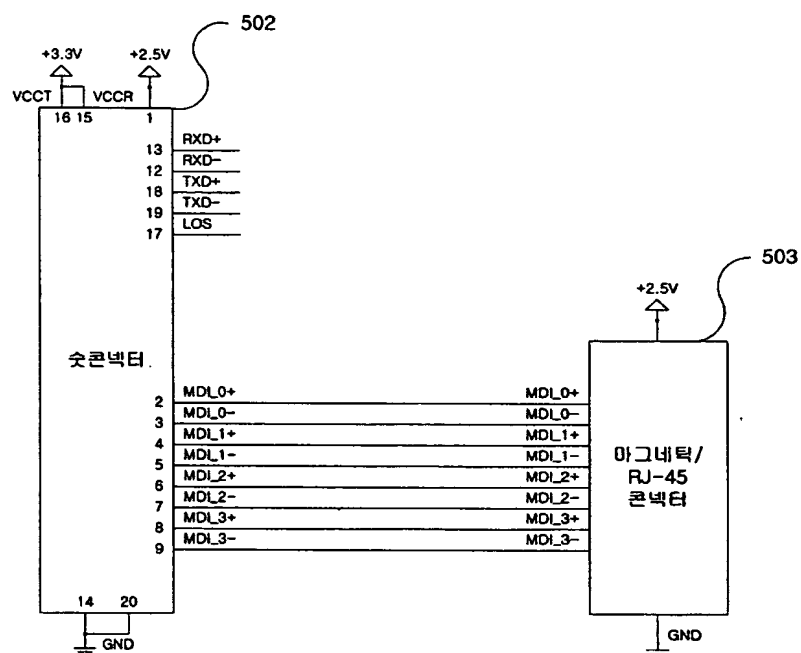 502
+3.3V +2.5V
VCCT VCCR
16 15 1
13 RXD+
12 RXD-
18 TXD+
19 TXD-
17 LOS
503
+2.5V
숫콘넥터
2 MDI_0+ MDI_0+
3 MDI_0- MDI_0-
4 MDI_1+ MDI_1+
5 MDI_1- MDI_1-
6 MDI_2+ MDI_2+
7 MDI_2- MDI_2-
8 MDI_3+ MDI_3+
9 MDI_3- MDI_3-
마그네틱/
RJ-45
콘넥터
14 20
GND
GND